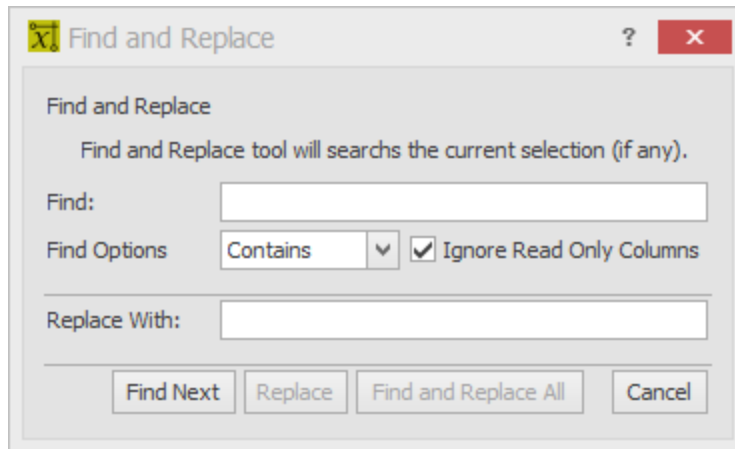 x Find and Replace ?
Find and Replace
Find and Replace tool will searchs the current selection (if any).
Find:
Find Options Contains Ignore Read Only Columns
Replace With:
Find Next Replace Find and Replace All Cancel